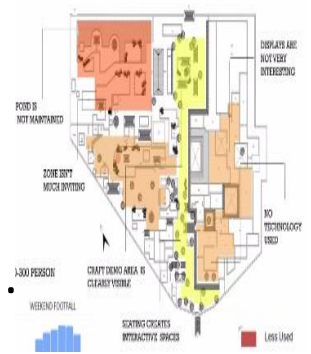 DISPLAYS ARE
NOT VERY
INTERESTING
POND IS
NOT MAINTAINED
ZONE ISN'T
MUCH INVITING
NO
TECHNOLOGY
USED
-300 PERSON
CRAFT DEMO AREA IS
CLEARLY VISIBLE
WEEKEND FOOTFALL
SEATING CREATES
INTERACTIVE SPACES
Less Used